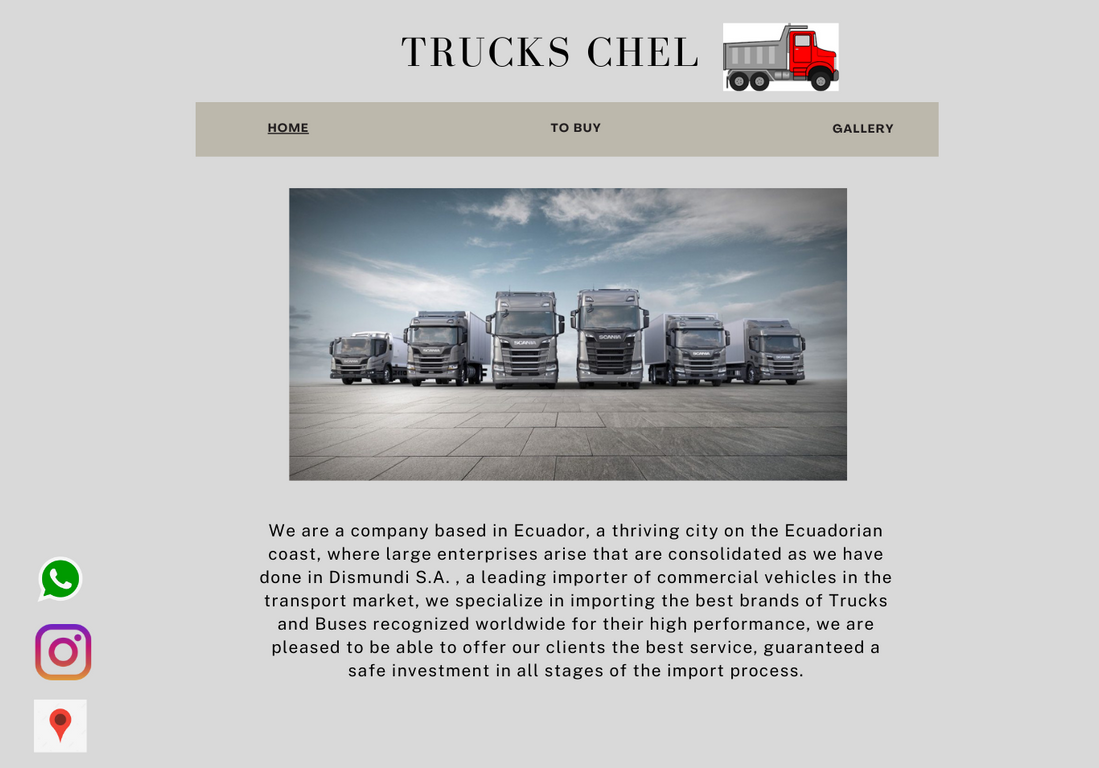 TRUCKS CHEL
HOME
TO BUY
GALLERY
SCANIA
SCANIA
We are a company based in Ecuador, a thriving city on the Ecuadorian
coast, where large enterprises arise that are consolidated as we have
done in Dismundi S.A. , a leading importer of commercial vehicles in the
transport market, we specialize in importing the best brands of Trucks
and Buses recognized worldwide for their high performance, we are
pleased to be able to offer our clients the best service, guaranteed a
safe investment in all stages of the import process.